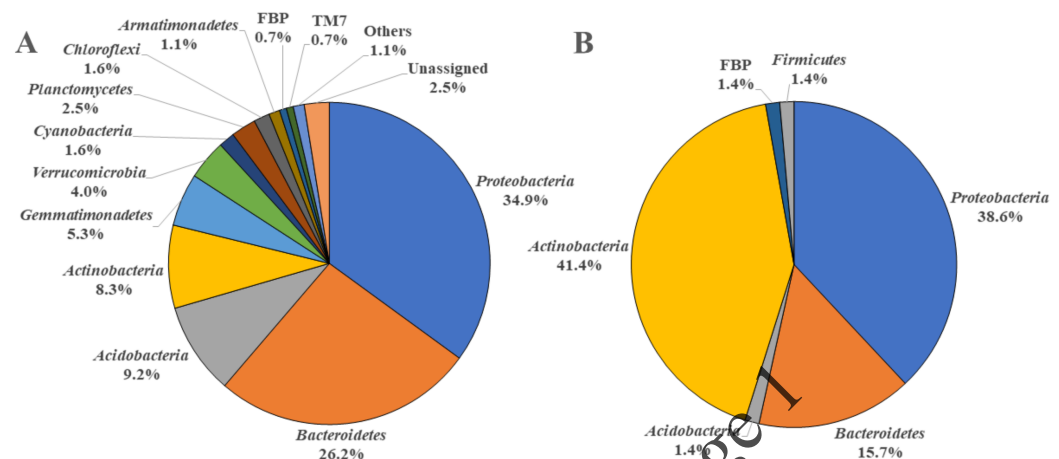 A
Armatimonadetes
1.1%
FBP
0.7%
TM7
0.7%
Others
1.1%
Unassigned
2.5%
Chloroflexi
1.6%
Planctomycetes
2.5%
Cyanobacteria
1.6%
Verrucomicrobia
4.0%
Gemmatimonadetes
5.3%
Actinobacteria
8.3%
Acidobacteria
9.2%
Bacteroidetes
26.2%
Proteobacteria
34.9%
B
FBP
1.4%
Firmicutes
1.4%
Proteobacteria
38.6%
Actinobacteria
41.4%
Acidobacteria
1.4%
Bacteroidetes
15.7%
ge 1